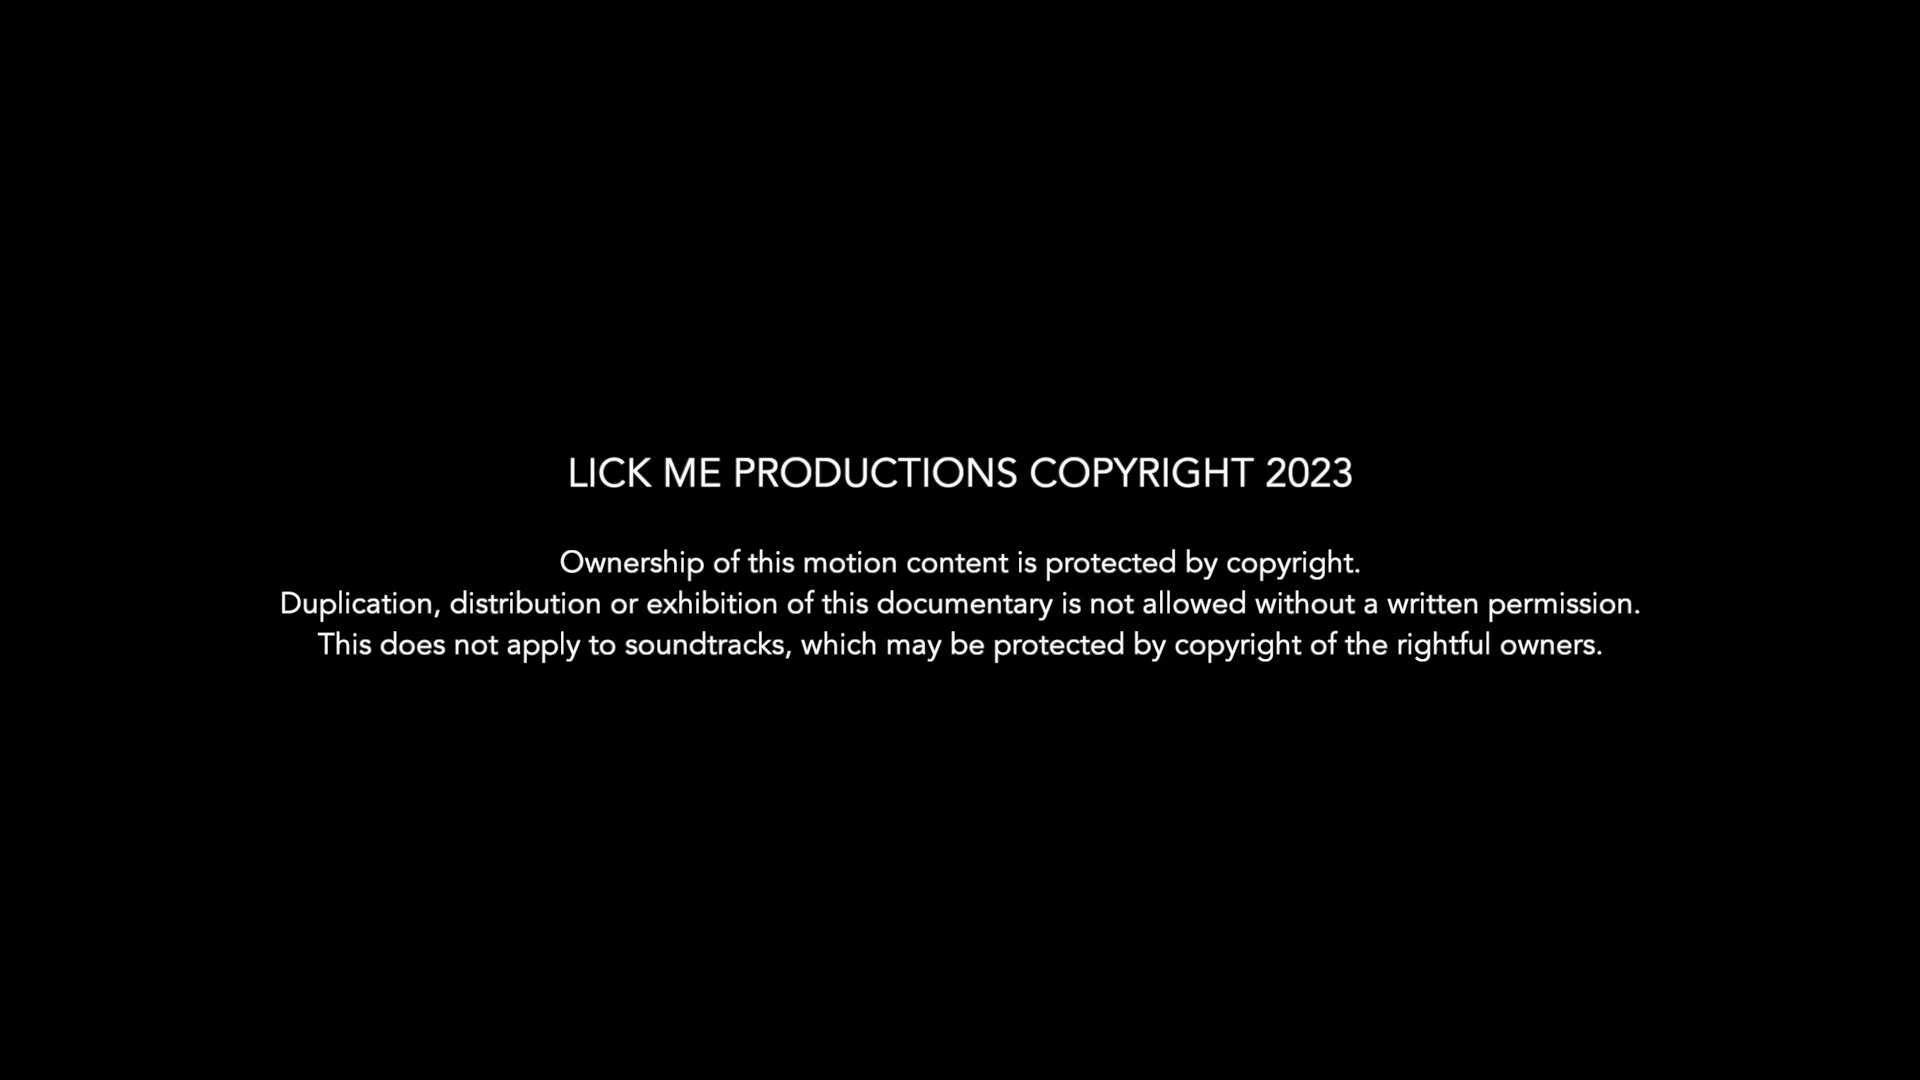 LICK ME PRODUCTIONS COPYRIGHT 2023
Ownership of this motion content is protected by copyright.
Duplication, distribution or exhibition of this documentary is not allowed without a written permission.
This does not apply to soundtracks, which may be protected by copyright of the rightful owners.